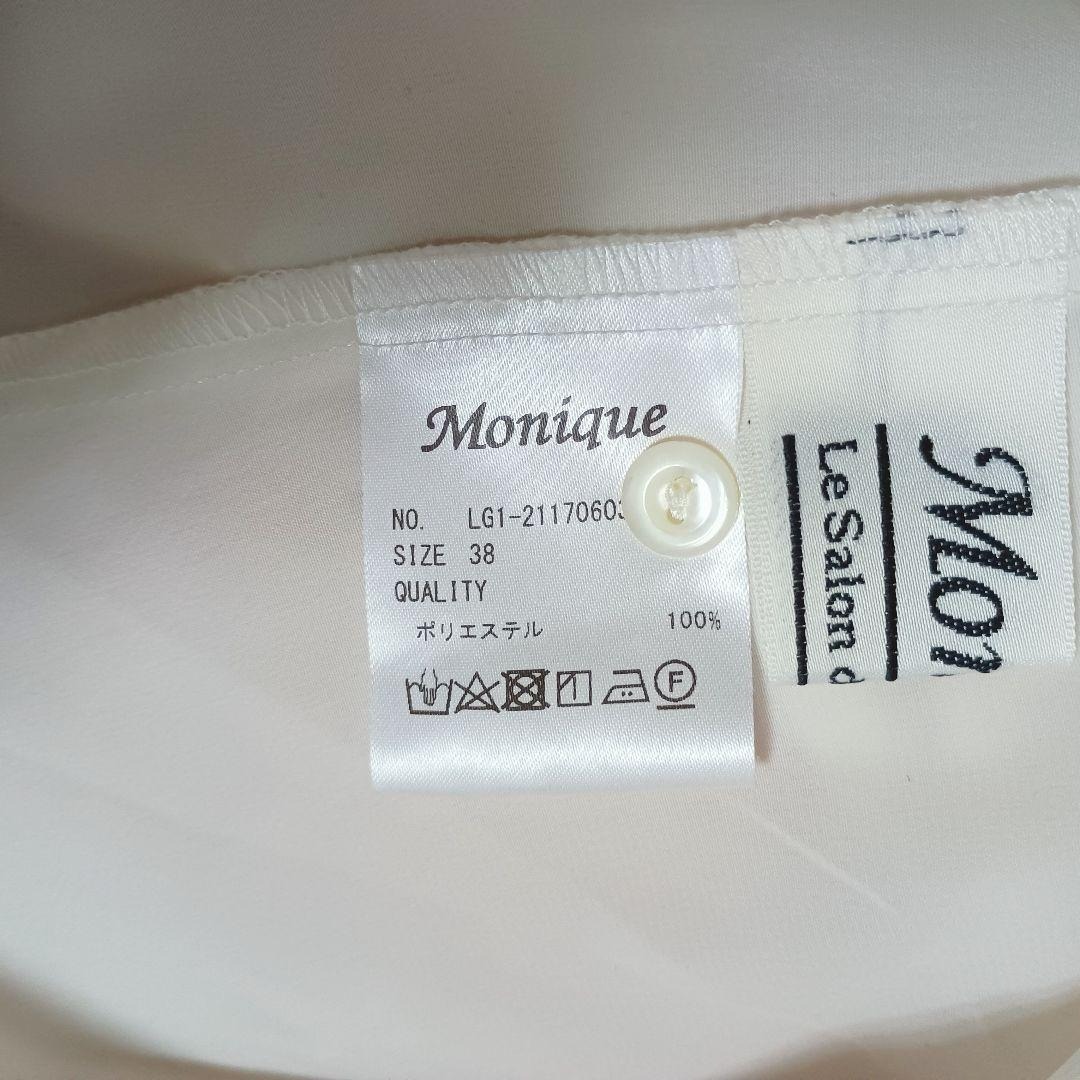 Monique
NO. LG1-2117060
SIZE 38
QUALITY
ポリエステル 100%
F
Le Salon